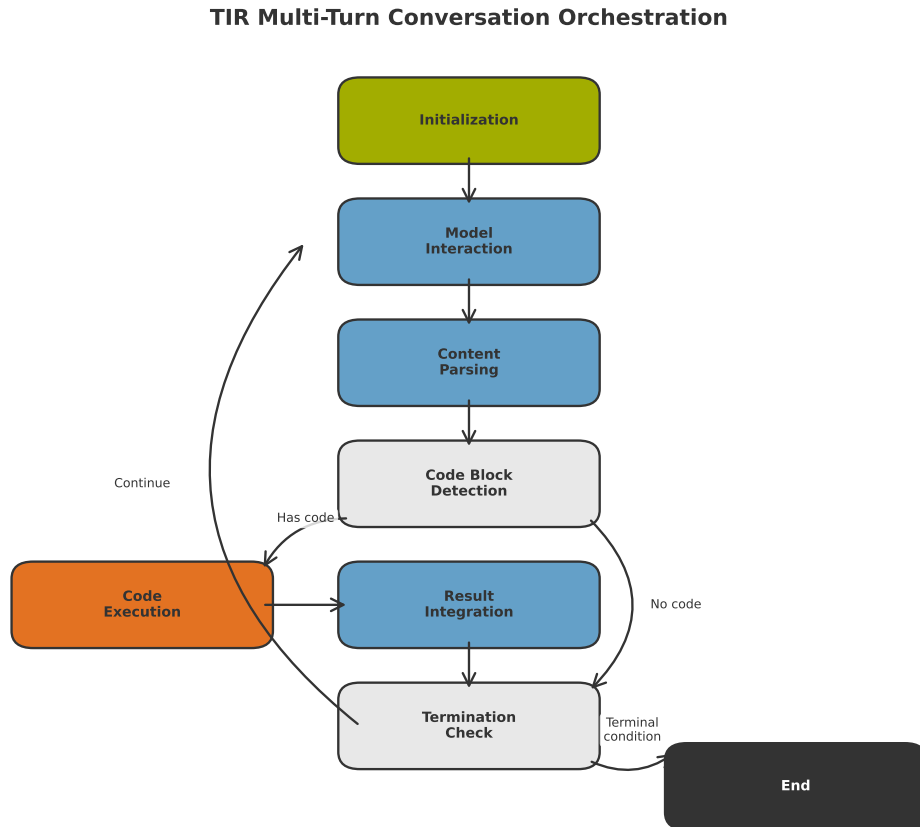 TIR Multi-Turn Conversation Orchestration
Initialization
Model
Interaction
Content
Parsing
Code Block
Detection
Continue
Has code
Code
Execution
Result
Integration
No code
Termination
Check
Terminal
condition
End